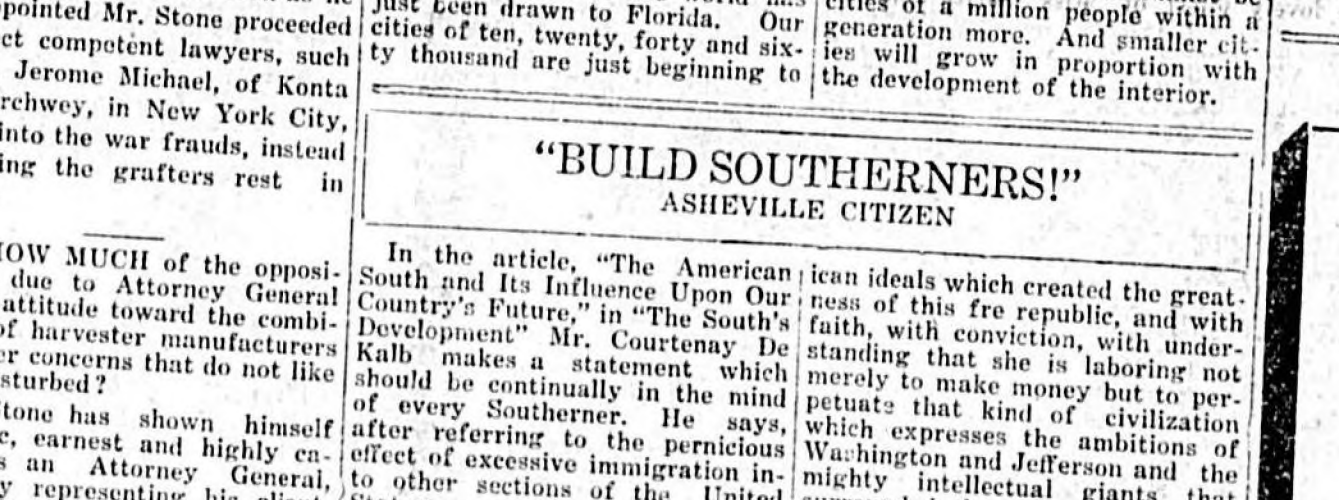 pointed Mr. Stone proceeded
ct competent lawyers, such
Jerome Michael, of Konta
rchwey, in New York City,
into the war frauds, instead
ing the grafters rest in
IOW MUCH of the opposi-
due to Attorney General
attitude toward the combi-
of harvester manufacturers
er concerns that do not like
sturbed?
tone has shown himself
c, earnest and highly ca-
s an Attorney General,
y representing his
just been drawn to Florida. Our
cities of ten, twenty, forty and six-
ty thousand are just beginning to
cities of a million people within a
generation more. And smaller cit-
ies will grow in proportion with
the development of the interior.
"BUILD SOUTHERNERS!"
ASHEVILLE CITIZEN
In the article, "The American
South and Its Influence Upon Our
Country's Future," in "The South's
Development" Mr. Courtenay De
Kalb makes a statement which
should be continually in the mind
of every Southerner. He says,
after referring to the pernicious
effect of excessive immigration in-
to other sections of the United
ican ideals which created the great-
ness of this fre republic, and with
faith, with conviction, with under-
standing that she is laboring not
merely to make money but to per-
petuate that kind of civilization
which expresses the ambitions of
Washington and Jefferson and the
mighty intellectual giants that